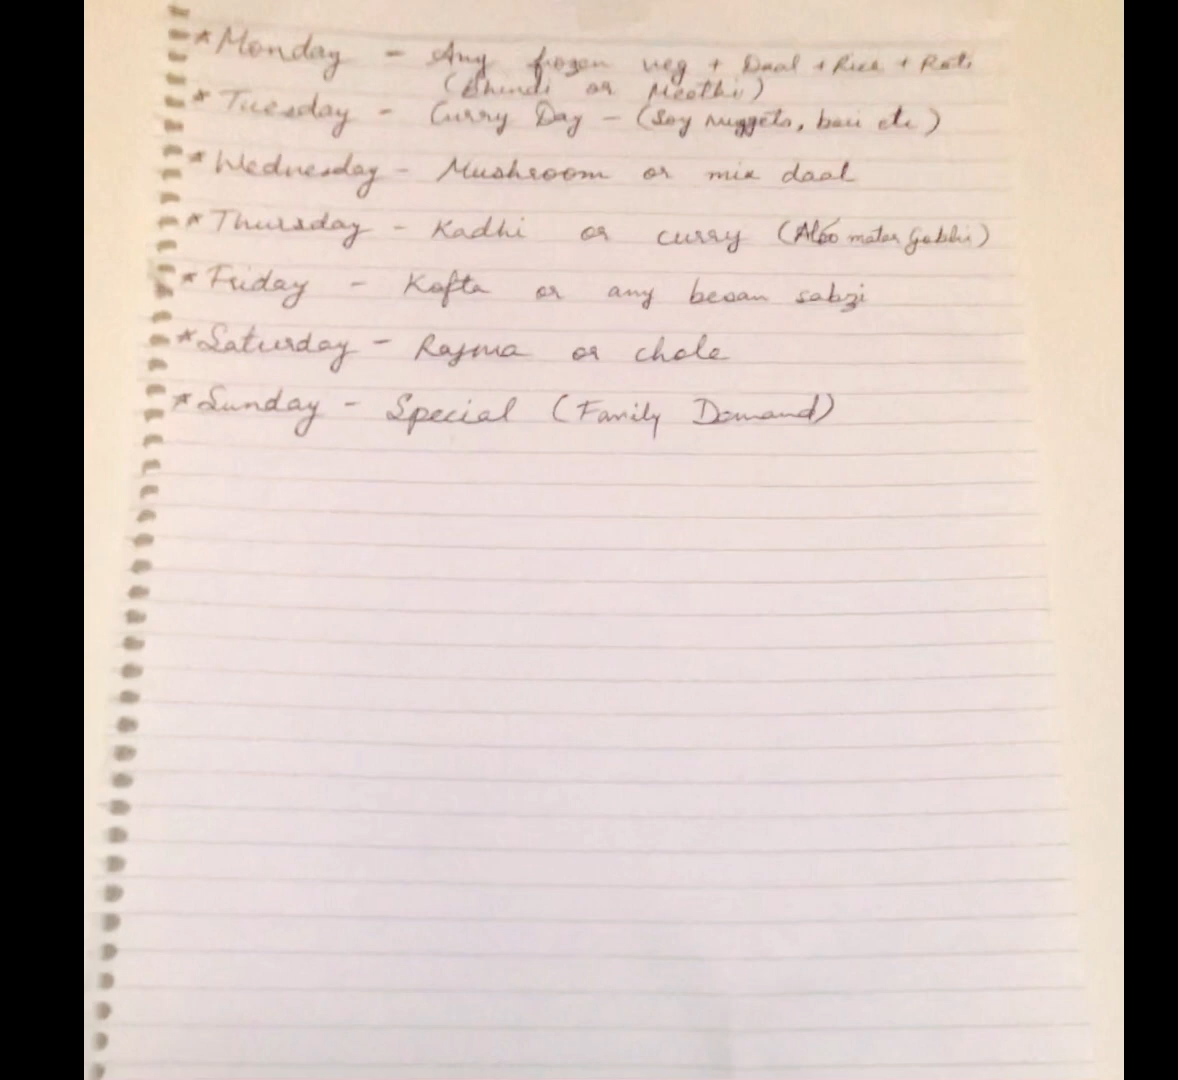 * Monday - Any frozen veg + Daal + Rice + Roti
(Bhindi or Meethi)
* Tuesday - Curry Day - (Soy nuggets, bari etc)
* Wednesday - Mushroom or mix daal
* Thursday - Kadhi or curry (Aloo matar Gobhi)
* Friday - Kofta or any besan sabzi
* Saturday - Rajma or chole
* Sunday - Special (Family Demand)